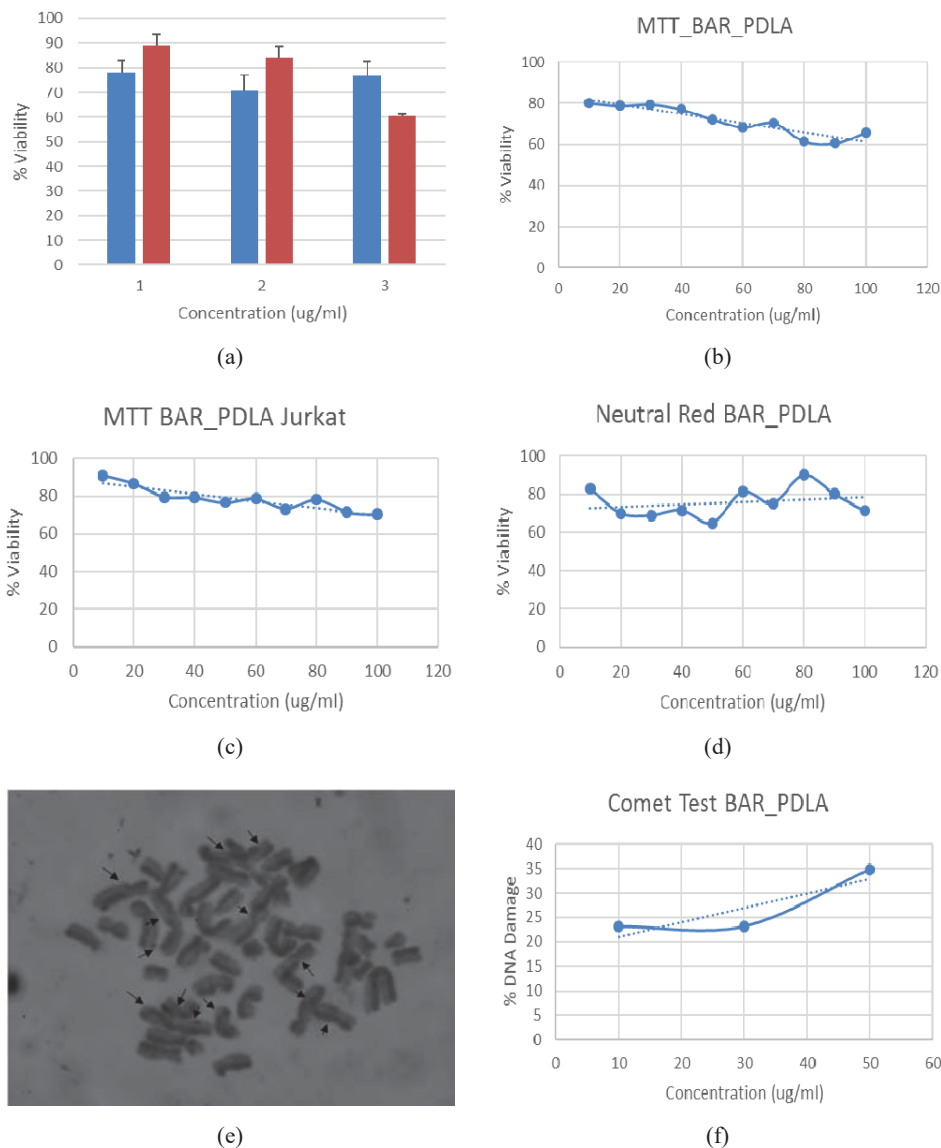 100
90
80
70
60
50
40
30
20
10
0
% Viability
1 2 3
Concentration (ug/ml)
(a)
MTT_BAR_PDLA
100
80
60
40
20
0
% Viability
0 20 40 60 80 100 120
Concentration (ug/ml)
(b)
MTT BAR_PDLA Jurkat
100
80
60
40
20
0
% Viability
0 20 40 60 80 100 120
Concentration (ug/ml)
(c)
Neutral Red BAR_PDLA
100
80
60
40
20
0
% Viability
0 20 40 60 80 100 120
Concentration (ug/ml)
(d)
(e)
Comet Test BAR_PDLA
40
35
30
25
20
15
10
5
0
% DNA Damage
0 10 20 30 40 50 60
Concentration (ug/ml)
(f)